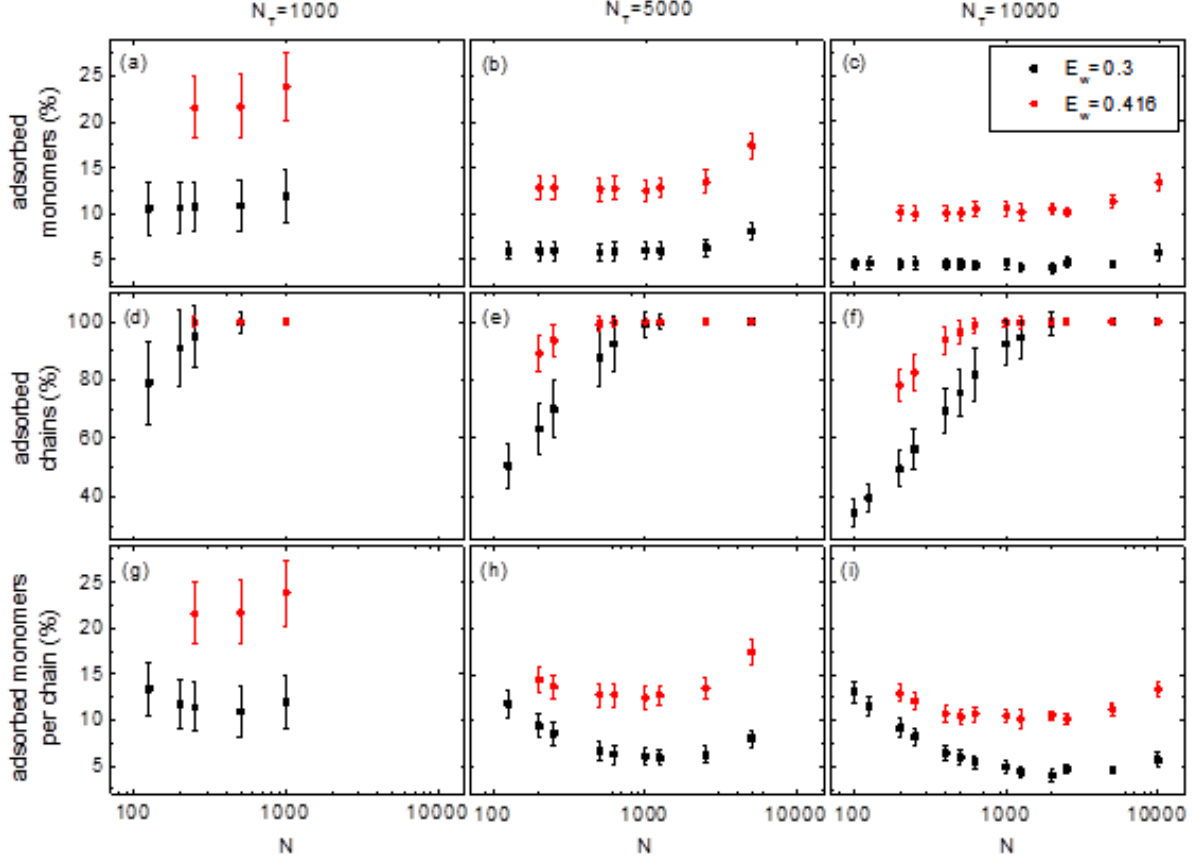 N_T=1000 N_T=5000 N_T=10000
adsorbed
monomers (%)
25
20
15
10
5
(a)
(b)
(c)
E_w=0.3
E_w=0.416
adsorbed
chains (%)
100
80
60
40
(d)
(e)
(f)
adsorbed monomers
per chain (%)
25
20
15
10
5
(g)
(h)
(i)
100 1000 10000 100 1000 10000 100 1000 10000
N N N